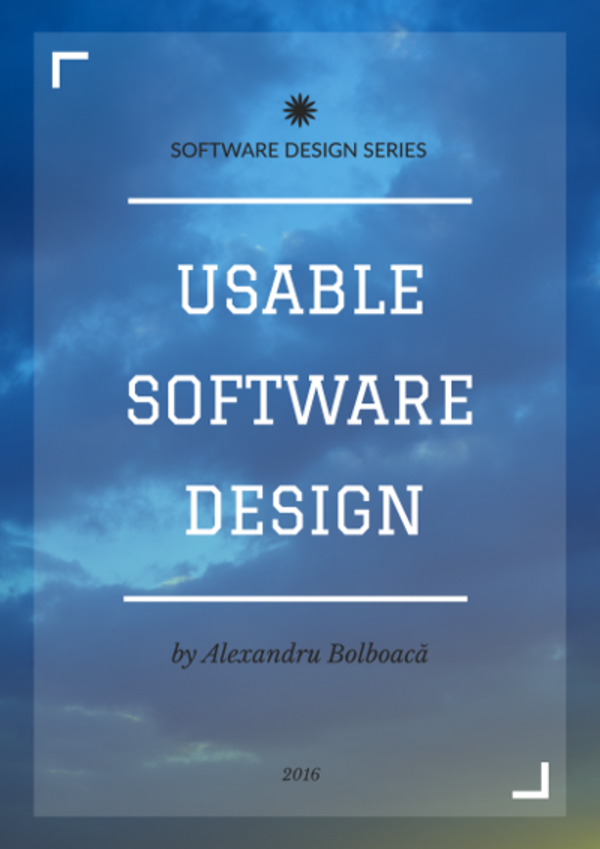 SOFTWARE DESIGN SERIES
USABLE
SOFTWARE
DESIGN
by Alexandru Bolboacă
2016